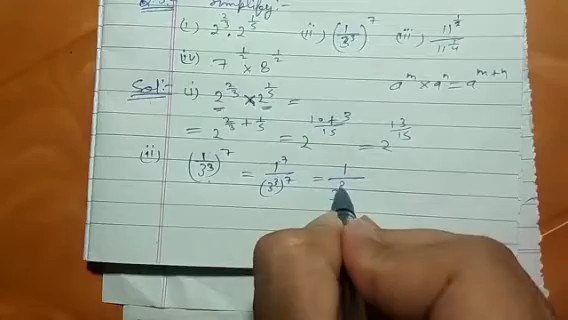 Simplify:
(i) 2^{2/3} . 2^{1/5} (ii) (1/3^3)^7 (iii) 11^{1/2}/11^{1/4}
(iv) 7^{1/2} × 8^{1/2}
Sol:- i) 2^{2/3} × 2^{1/5} = a^m × a^n = a^{m+n}
= 2^{2/3 + 1/5} = 2^{10+3/15} = 2^{13/15}
(ii) (1/3^3)^7 = 1^7/(3^3)^7 = 1/